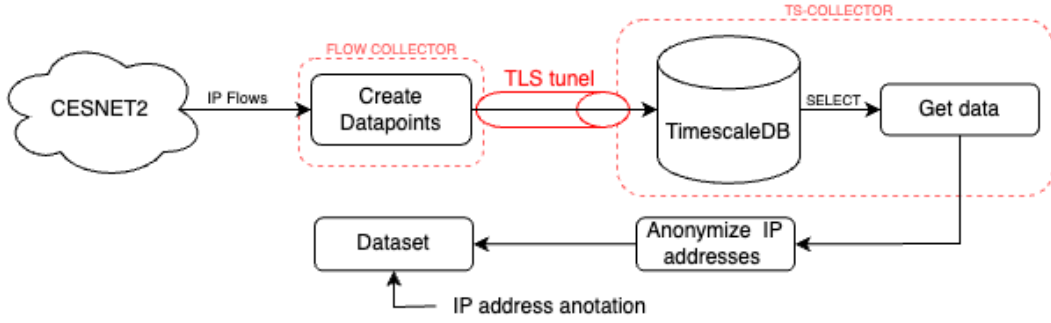 TS-COLLECTOR
FLOW COLLECTOR
CESNET2
IP Flows
Create
Datapoints
TLS tunel
TimescaleDB
SELECT
Get data
Anonymize IP
addresses
Dataset
IP address anotation